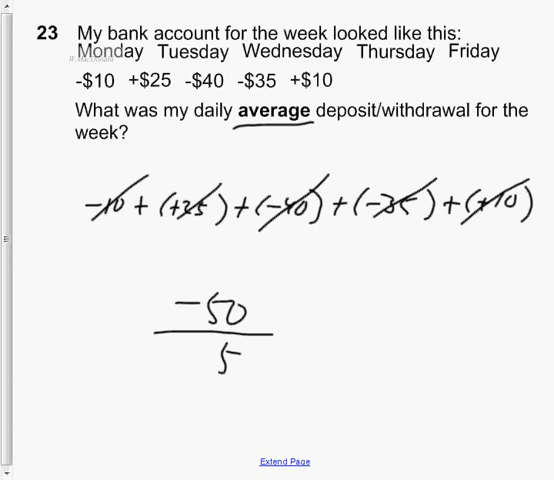 23 My bank account for the week looked like this:
Monday Tuesday Wednesday Thursday Friday
-$10 +$25 -$40 -$35 +$10
What was my daily average deposit/withdrawal for the
week?
-10 + (+25) + (-40) + (-35) + (+10)
-50
5
Extend Page